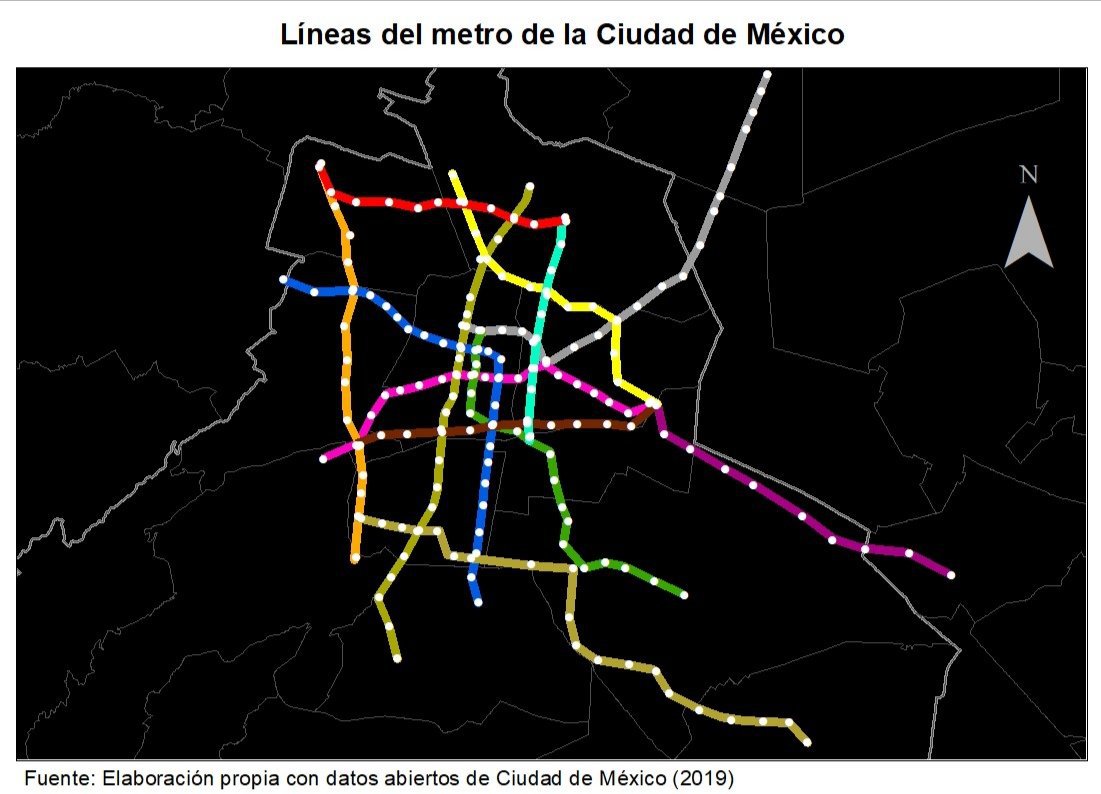 Líneas del metro de la Ciudad de México
N
Fuente: Elaboración propia con datos abiertos de Ciudad de México (2019)